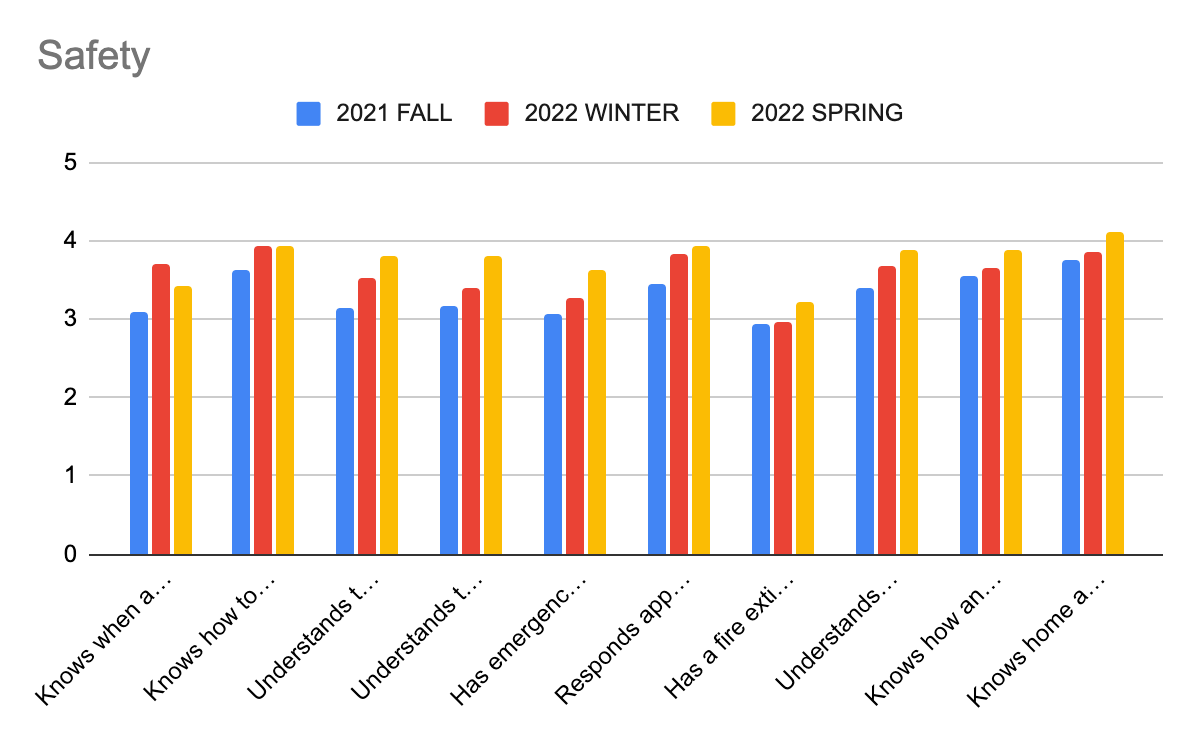 Safety
2021 FALL 2022 WINTER 2022 SPRING
5
4
3
2
1
0
Knows when a...
Knows how to...
Understands t...
Understands t...
Has emergenc...
Responds app...
Has a fire exti...
Understands...
Knows how an...
Knows home a...